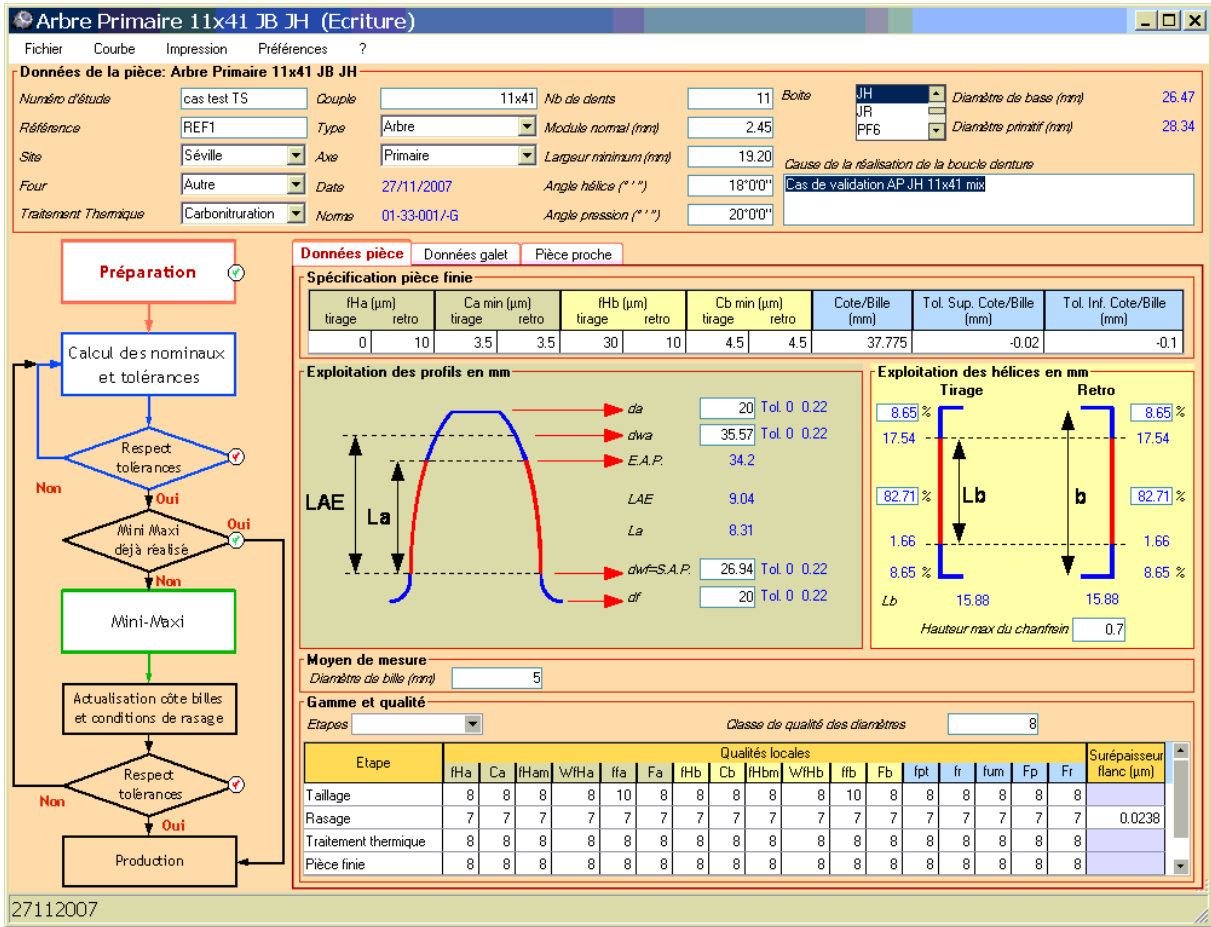 Arbre Primaire 11x41 JB JH (Ecriture)
Fichier Courbe Impression Préférences ?
Données de la pièce: Arbre Primaire 11x41 JB JH
Numéro d'étude cas test TS Couple 11x41 Nb de dents 11 Boite JH Diamètre de base (mm) 26.47
JR
Référence REF1 Type Arbre Module normal (mm) 2.45 PF6 Diamètre primitif (mm) 28.34
Site Séville Axe Primaire Largeur minimum (mm) 19.20 Cause de la réalisation de la boucle denture
Four Autre Date 27/11/2007 Angle hélice (° ' ") 18°0'0" Cas de validation AP JH 11x41 mix
Traitement Thermique Carbonitruration Norme 01-33-001/-G Angle pression (° ' ") 20°0'0"
Préparation
Calcul des nominaux
et tolérances
Respect
tolérances
Non
Oui
Mini Maxi
déjà réalisé
Oui
Non
Mini-Maxi
Actualisation côte billes
et conditions de rasage
Respect
tolérances
Non
Oui
Production
Données pièce Données galet Pièce proche
Spécification pièce finie
fHa (µm) Ca min (µm) fHb (µm) Cb min (µm) Cote/Bille Tol. Sup. Cote/Bille Tol. Inf. Cote/Bille
tirage retro tirage retro tirage retro tirage retro (mm) (mm) (mm)
0 10 3.5 3.5 30 10 4.5 4.5 37.775 -0.02 -0.1
Exploitation des profils en mm
da 20 Tol. 0 0.22
dwa 35.57 Tol. 0 0.22
E.A.P. 34.2
LAE 9.04
La 8.31
dwf=S.A.P. 26.94 Tol. 0 0.22
df 20 Tol. 0 0.22
LAE
La
Exploitation des hélices en mm
Tirage Retro
8.65 % 8.65 %
17.54 17.54
82.71 % Lb b 82.71 %
1.66 1.66
8.65 % 8.65 %
Lb 15.88 15.88
Hauteur max du chanfrein 0.7
Moyen de mesure
Diamètre de bille (mm) 5
Gamme et qualité
Etapes Classe de qualité des diamètres 8
Etape Qualités locales Surépaisseur
fHa Ca fHam WfHa ffa Fa fHb Cb fHbm WfHb ffb Fb fpt fr fum Fp Fr flanc (µm)
Taillage 8 8 8 8 10 8 8 8 8 8 10 8 8 8 8 8 8
Rasage 7 7 7 7 7 7 7 7 7 7 7 7 7 7 7 7 7 0.0238
Traitement thermique 8 8 8 8 8 8 8 8 8 8 8 8 8 8 8 8 8
Pièce finie 8 8 8 8 8 8 8 8 8 8 8 8 8 8 8 8 8
27112007